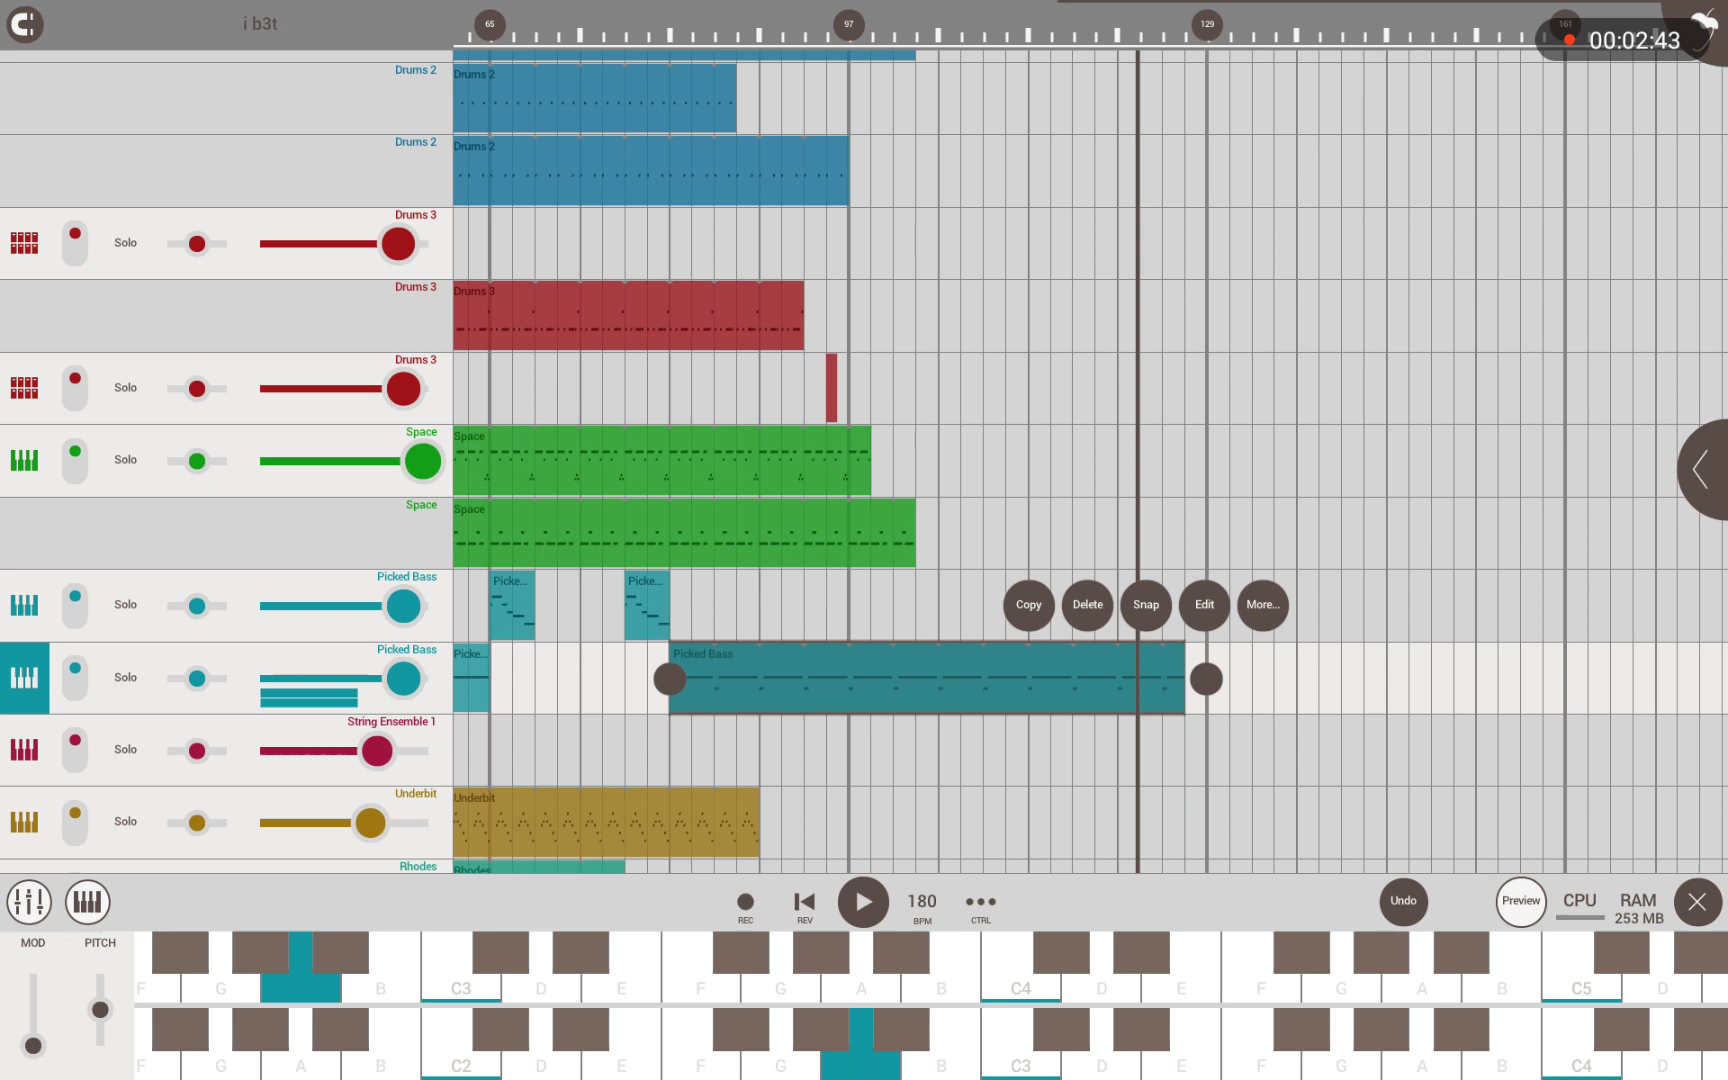 i b3t
65
97
129
161
00:02:43
Drums 2
Drums 2
Drums 2
Drums 2
Drums 3
Solo
Drums 3
Drums 3
Drums 3
Solo
Space
Solo
Space
Space
Space
Picked Bass
Solo
Picke...
Picke...
Copy
Delete
Snap
Edit
More...
Picked Bass
Solo
Picke...
Picked Bass
String Ensemble 1
Solo
Underbit
Solo
Underbit
Rhodes
Rhodes
REC
REV
180
BPM
CTRL
Undo
Preview
CPU
RAM
253 MB
MOD
PITCH
F G B C3 D E F G A B C4 D E F G A B C5 D
F G A B C2 D E F G B C3 D E F G A B C4 D